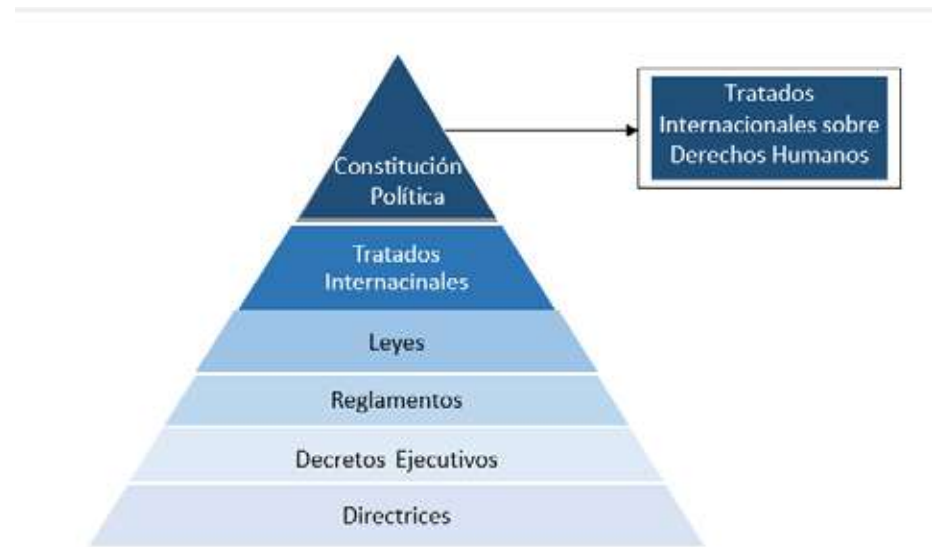 Constitución
Política
Tratados
Internacionales sobre
Derechos Humanos
Tratados
Internacinales
Leyes
Reglamentos
Decretos Ejecutivos
Directrices